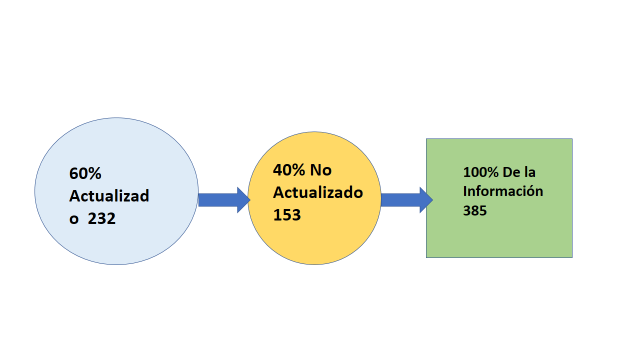 60%
Actualizad
o  232
40% No
Actualizado
153
100% De la
Información
385